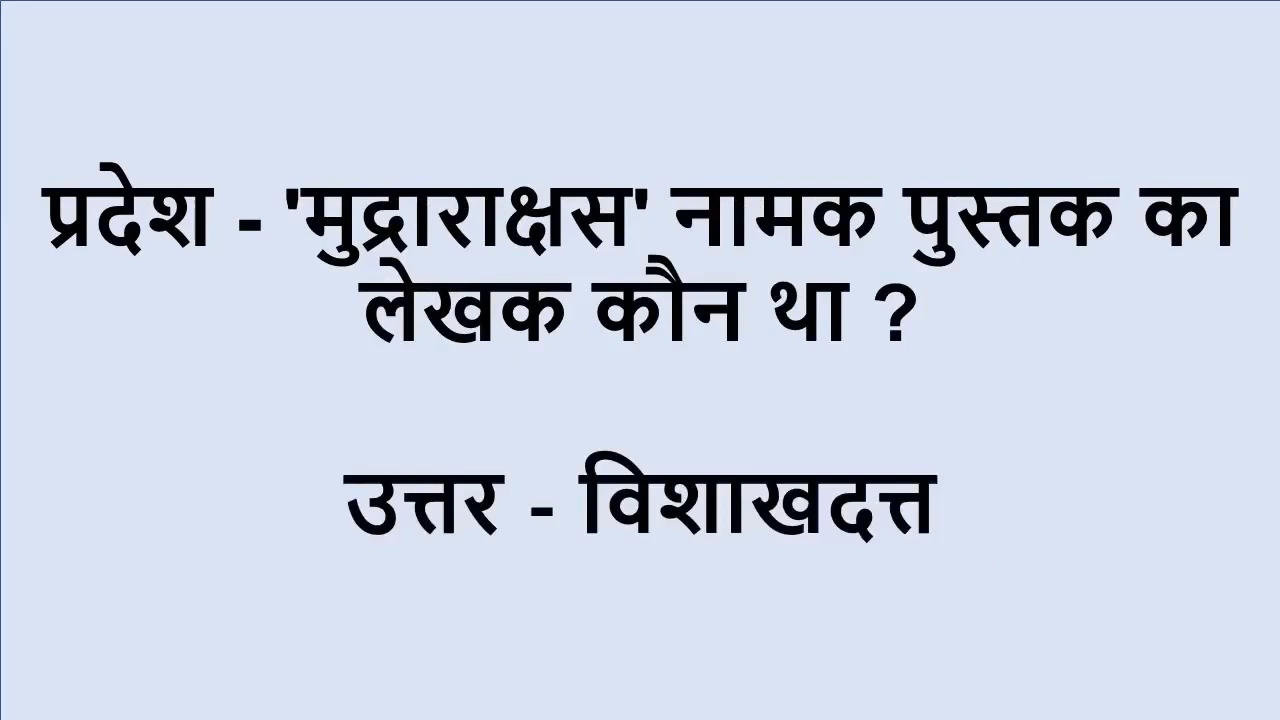 प्रदेश - 'मुद्राराक्षस' नामक पुस्तक का
लेखक कौन था ?
उत्तर - विशाखदत्त